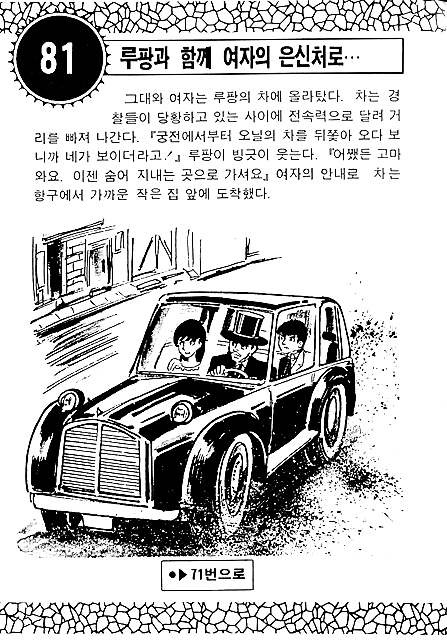 81
루팡과 함께 여자의 은신처로…
그대와 여자는 루팡의 차에 올라탔다. 차는 경
찰들이 당황하고 있는 사이에 전속력으로 달려 거
리를 빠져 나간다. 『궁전에서부터 오날의 차를 뒤쫓아 오다 보
니까 네가 보이더라고!』 루팡이 빙긋이 웃는다. 『어쨌든 고마
와요. 이젠 숨어 지내는 곳으로 가셔요』 여자의 안내로 차는
항구에서 가까운 작은 집 앞에 도착했다.
●▶71번으로